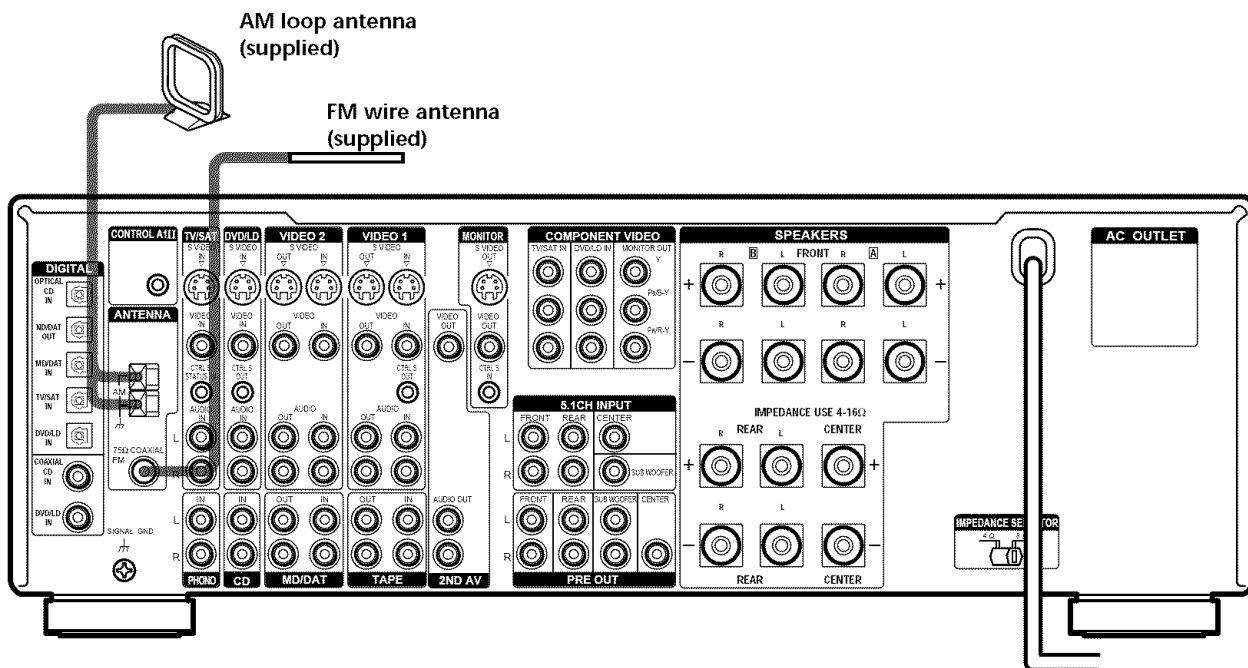 AM loop antenna
(supplied)
FM wire antenna
(supplied)
DIGITAL
OPTICAL
CD
IN
MD/DAT
OUT
MD/DAT
IN
TV/SAT
IN
DVD/LD
IN
COAXIAL
CD
IN
DVD/LD
IN
CONTROL A1II
ANTENNA
AM
75Ω COAXIAL
FM
SIGNAL GND
TV/SAT
S VIDEO
IN
VIDEO
IN
CTRL S
STATUS
AUDIO
IN
L
R
IN
L
R
PHONO
DVD/LD
S VIDEO
IN
VIDEO
IN
CTRL S
OUT
AUDIO
IN
IN
CD
VIDEO 2
S VIDEO
OUT IN
VIDEO
OUT IN
AUDIO
OUT IN
OUT IN
MD/DAT
VIDEO 1
S VIDEO
OUT IN
VIDEO
OUT IN
CTRL S
OUT
AUDIO
OUT IN
OUT IN
TAPE
MONITOR
S VIDEO
OUT
VIDEO
OUT
VIDEO
OUT
CTRL S
IN
AUDIO OUT
2ND AV
COMPONENT VIDEO
TV/SAT IN DVD/LD IN MONITOR OUT
Y
PB/B-Y
PR/R-Y
5.1CH INPUT
FRONT REAR CENTER
L
R
SUB WOOFER
FRONT REAR SUB WOOFER CENTER
L
R
PRE OUT
SPEAKERS
R B L FRONT R A L
+ +
R L R L
– –
IMPEDANCE USE 4-16Ω
R REAR L CENTER
+ +
R L
– –
REAR CENTER
AC OUTLET
IMPEDANCE SELECTOR
4 Ω 8